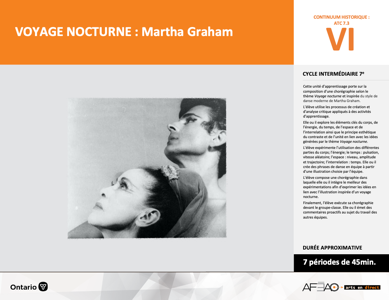 VOYAGE NOCTURNE : Martha Graham
CONTINUUM HISTORIQUE :
ATC 7.3
VI
CYCLE INTERMÉDIAIRE 7e
Cette unité d'apprentissage porte sur la
composition d'une chorégraphie selon le
thème Voyage nocturne et inspirée du style de
danse moderne de Martha Graham.
L'élève utilise les processus de création et
d'analyse critique appliqués à des activités
d'apprentissage.
Elle ou il explore les éléments clés du corps, de
l'énergie, du temps, de l'espace et de
l'interrelation ainsi que le principe esthétique
du contraste et de l'unité en lien avec les idées
générées par le thème Voyage nocturne.
L'élève expérimente l'utilisation des différentes
parties du corps; l'énergie; le temps : pulsation,
vitesse aléatoire; l'espace : niveau, amplitude
et trajectoire; l'interrelation : temps. Elle ou il
crée des phrases de danse en équipe à partir
d'une illustration choisie par l'équipe.
L'élève compose une chorégraphie dans
laquelle elle ou il intègre le meilleur des
expérimentations afin d'exprimer les idées en
lien avec l'illustration inspirée d'un voyage
nocturne.
Finalement, l'élève exécute sa chorégraphie
devant le groupe-classe. Elle ou il émet des
commentaires proactifs au sujet du travail des
autres équipes.
DURÉE APPROXIMATIVE
7 périodes de 45min.
Ontario
AFÉAO
arts en direct